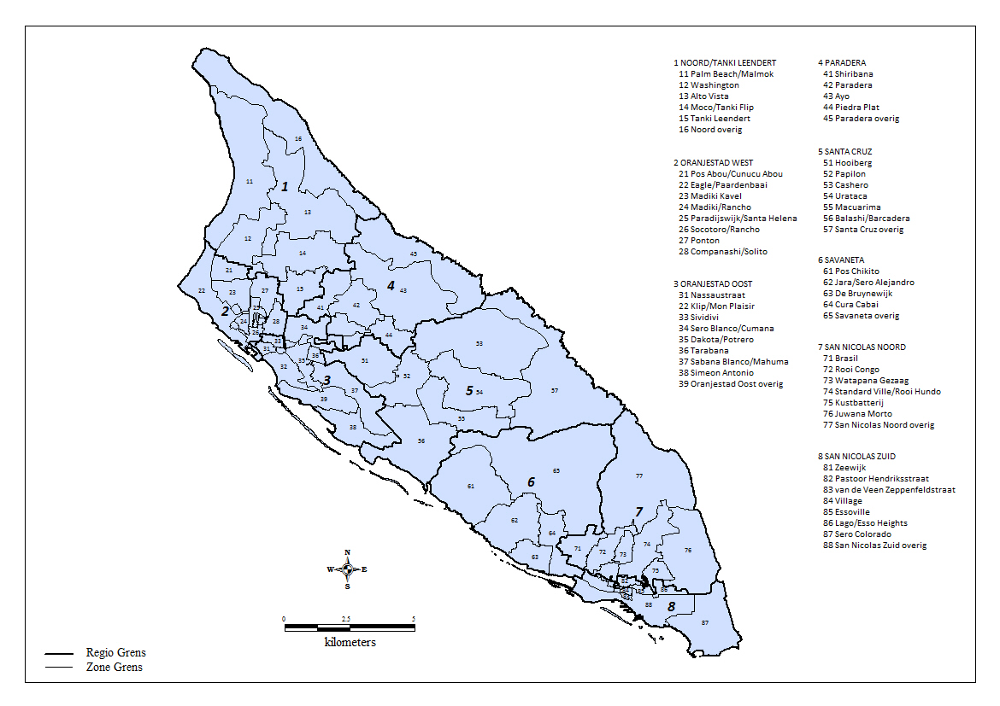 1 NOORD/TANKI LEENDERT
11 Palm Beach/Malmok
12 Washington
13 Alto Vista
14 Moco/Tanki Flip
15 Tanki Leendert
16 Noord overig
2 ORANJESTAD WEST
21 Pos Abou/Cunucu Abou
22 Eagle/Paardenbaai
23 Madiki Kavel
24 Madiki/Rancho
25 Paradijswijk/Santa Helena
26 Socotoro/Rancho
27 Ponton
28 Companashi/Solito
3 ORANJESTAD OOST
31 Nassaustraat
22 Klip/Mon Plaisir
33 Sividivi
34 Sero Blanco/Cumana
35 Dakota/Potrero
36 Tarabana
37 Sabana Blanco/Mahuma
38 Simeon Antonio
39 Oranjestad Oost overig
4 PARADERA
41 Shiribana
42 Paradera
43 Ayo
44 Piedra Plat
45 Paradera overig
5 SANTA CRUZ
51 Hooiberg
52 Papilon
53 Cashero
54 Urataca
55 Macuarima
56 Balashi/Barcadera
57 Santa Cruz overig
6 SAVANETA
61 Pos Chikito
62 Jara/Sero Alejandro
63 De Bruynewijk
64 Cura Cabai
65 Savaneta overig
7 SAN NICOLAS NOORD
71 Brasil
72 Rooi Congo
73 Watapana Gezaag
74 Standard Ville/Rooi Hundo
75 Kustbatterij
76 Juwana Morto
77 San Nicolas Noord overig
8 SAN NICOLAS ZUID
81 Zeewijk
82 Pastoor Hendriksstraat
83 van de Veen Zeppenfeldstraat
84 Village
85 Essoville
86 Lago/Esso Heights
87 Sero Colorado
88 San Nicolas Zuid overig
16
11
1
13
12
14
45
21
22
23
27
15
4
43
42
41
2
24
28
26
34
44
33
31
32
35
36
3
37
39
38
51
52
53
5
54
57
55
56
61
6
65
62
64
63
77
7
71
72
73
74
76
75
82
85
86
88
8
87
N
W
E
S
0
2.5
5
kilometers
Regio Grens
Zone Grens